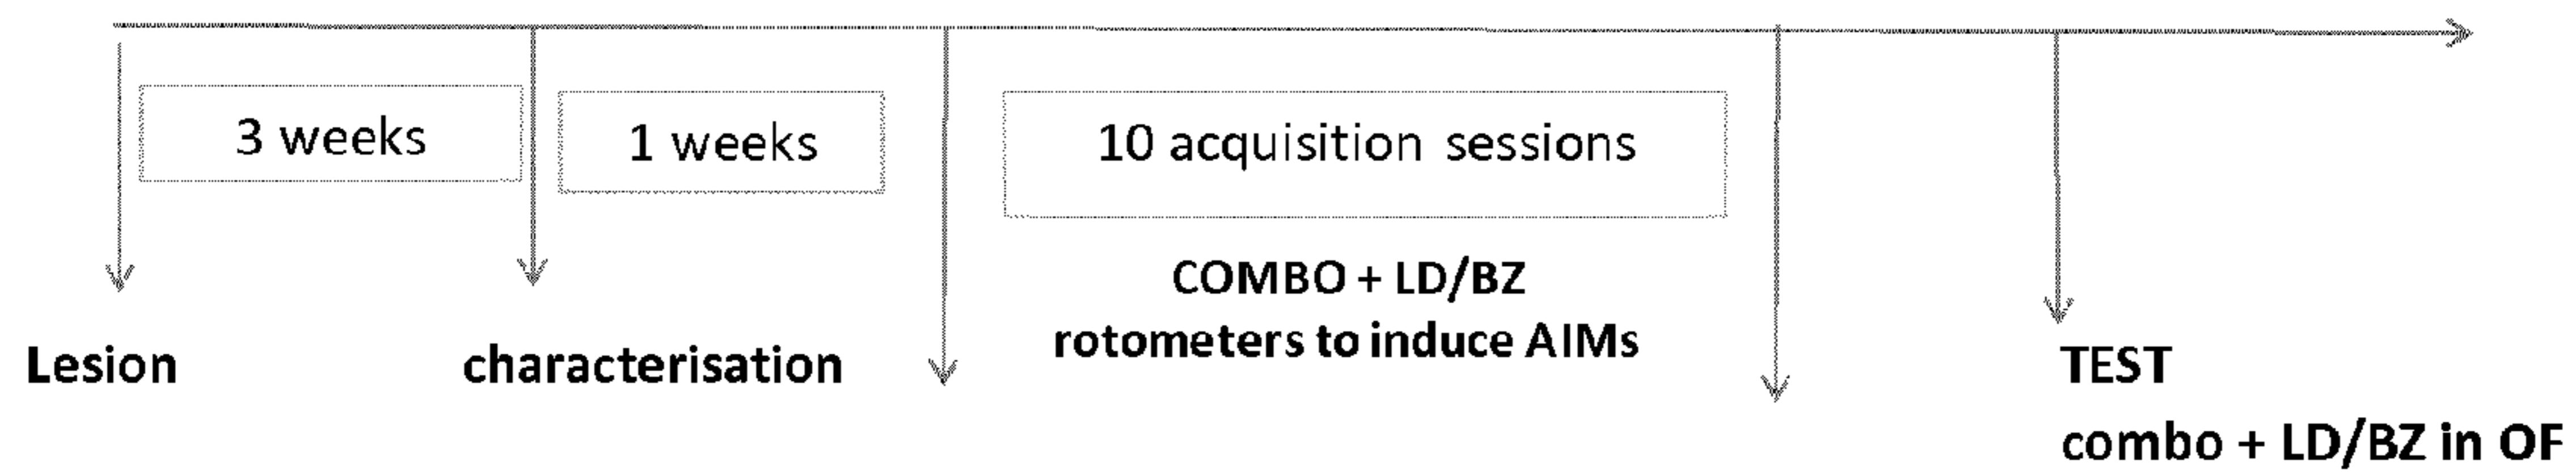 3 weeks
1 weeks
10 acquisition sessions
COMBO + LD/BZ
rotometers to induce AIMs
Lesion
characterisation
TEST
combo + LD/BZ in OF